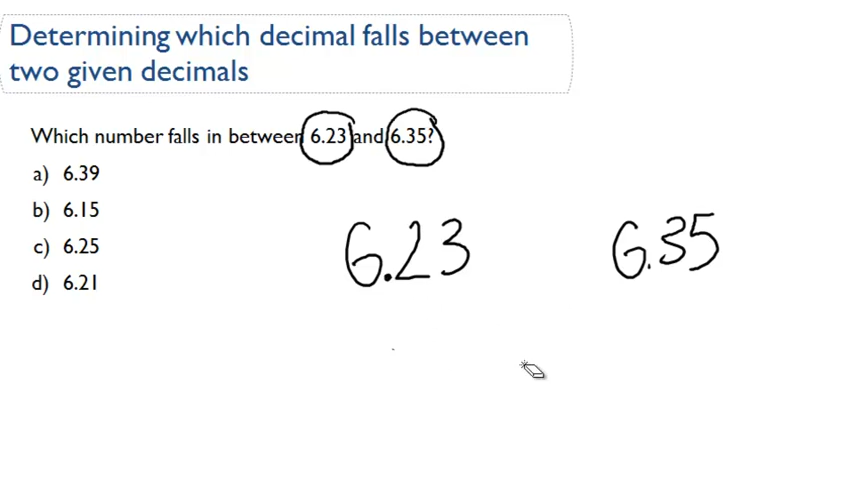 Determining which decimal falls between
two given decimals
Which number falls in between 6.23 and 6.35?
a) 6.39
b) 6.15
c) 6.25
d) 6.21
6.23 6.35